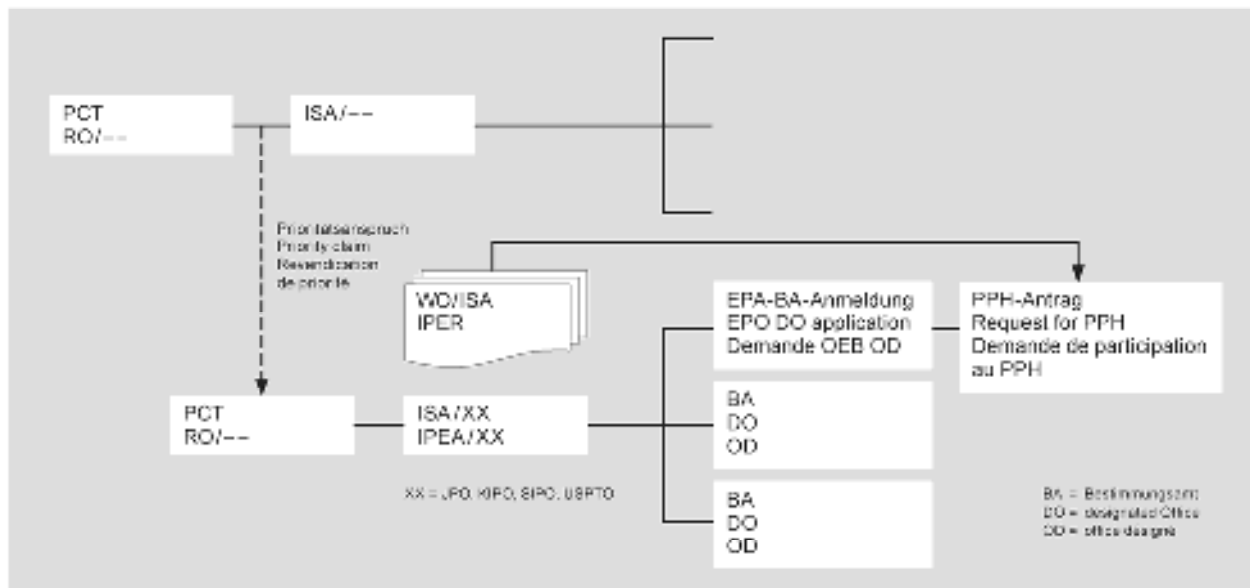 PCT
RO/--
ISA/--
Prioritätsanspruch
Priority claim
Revendication
de priorité
WO/ISA
IPER
EPA-BA-Anmeldung
EPO DO application
Demande OEB OD
PPH-Antrag
Request for PPH
Demande de participation
au PPH
PCT
RO/--
ISA/XX
IPEA/XX
BA
DO
OD
XX = JPO, KIPO, SIPO, USPTO
BA
DO
OD
BA = Bestimmungsamt
DO = designated Office
OD = office désigné